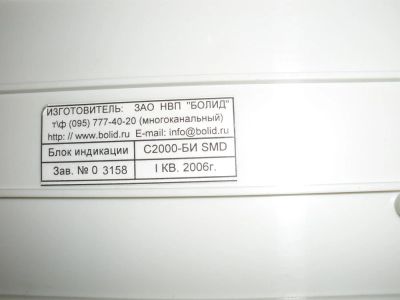 ИЗГОТОВИТЕЛЬ: ЗАО НВП "БОЛИД"
т\ф (095) 777-40-20 (многоканальный)
http: // www.bolid.ru E-mail: info@bolid.ru
Блок индикации С2000-БИ SMD
Зав. № 0 3158 I КВ. 2006г.